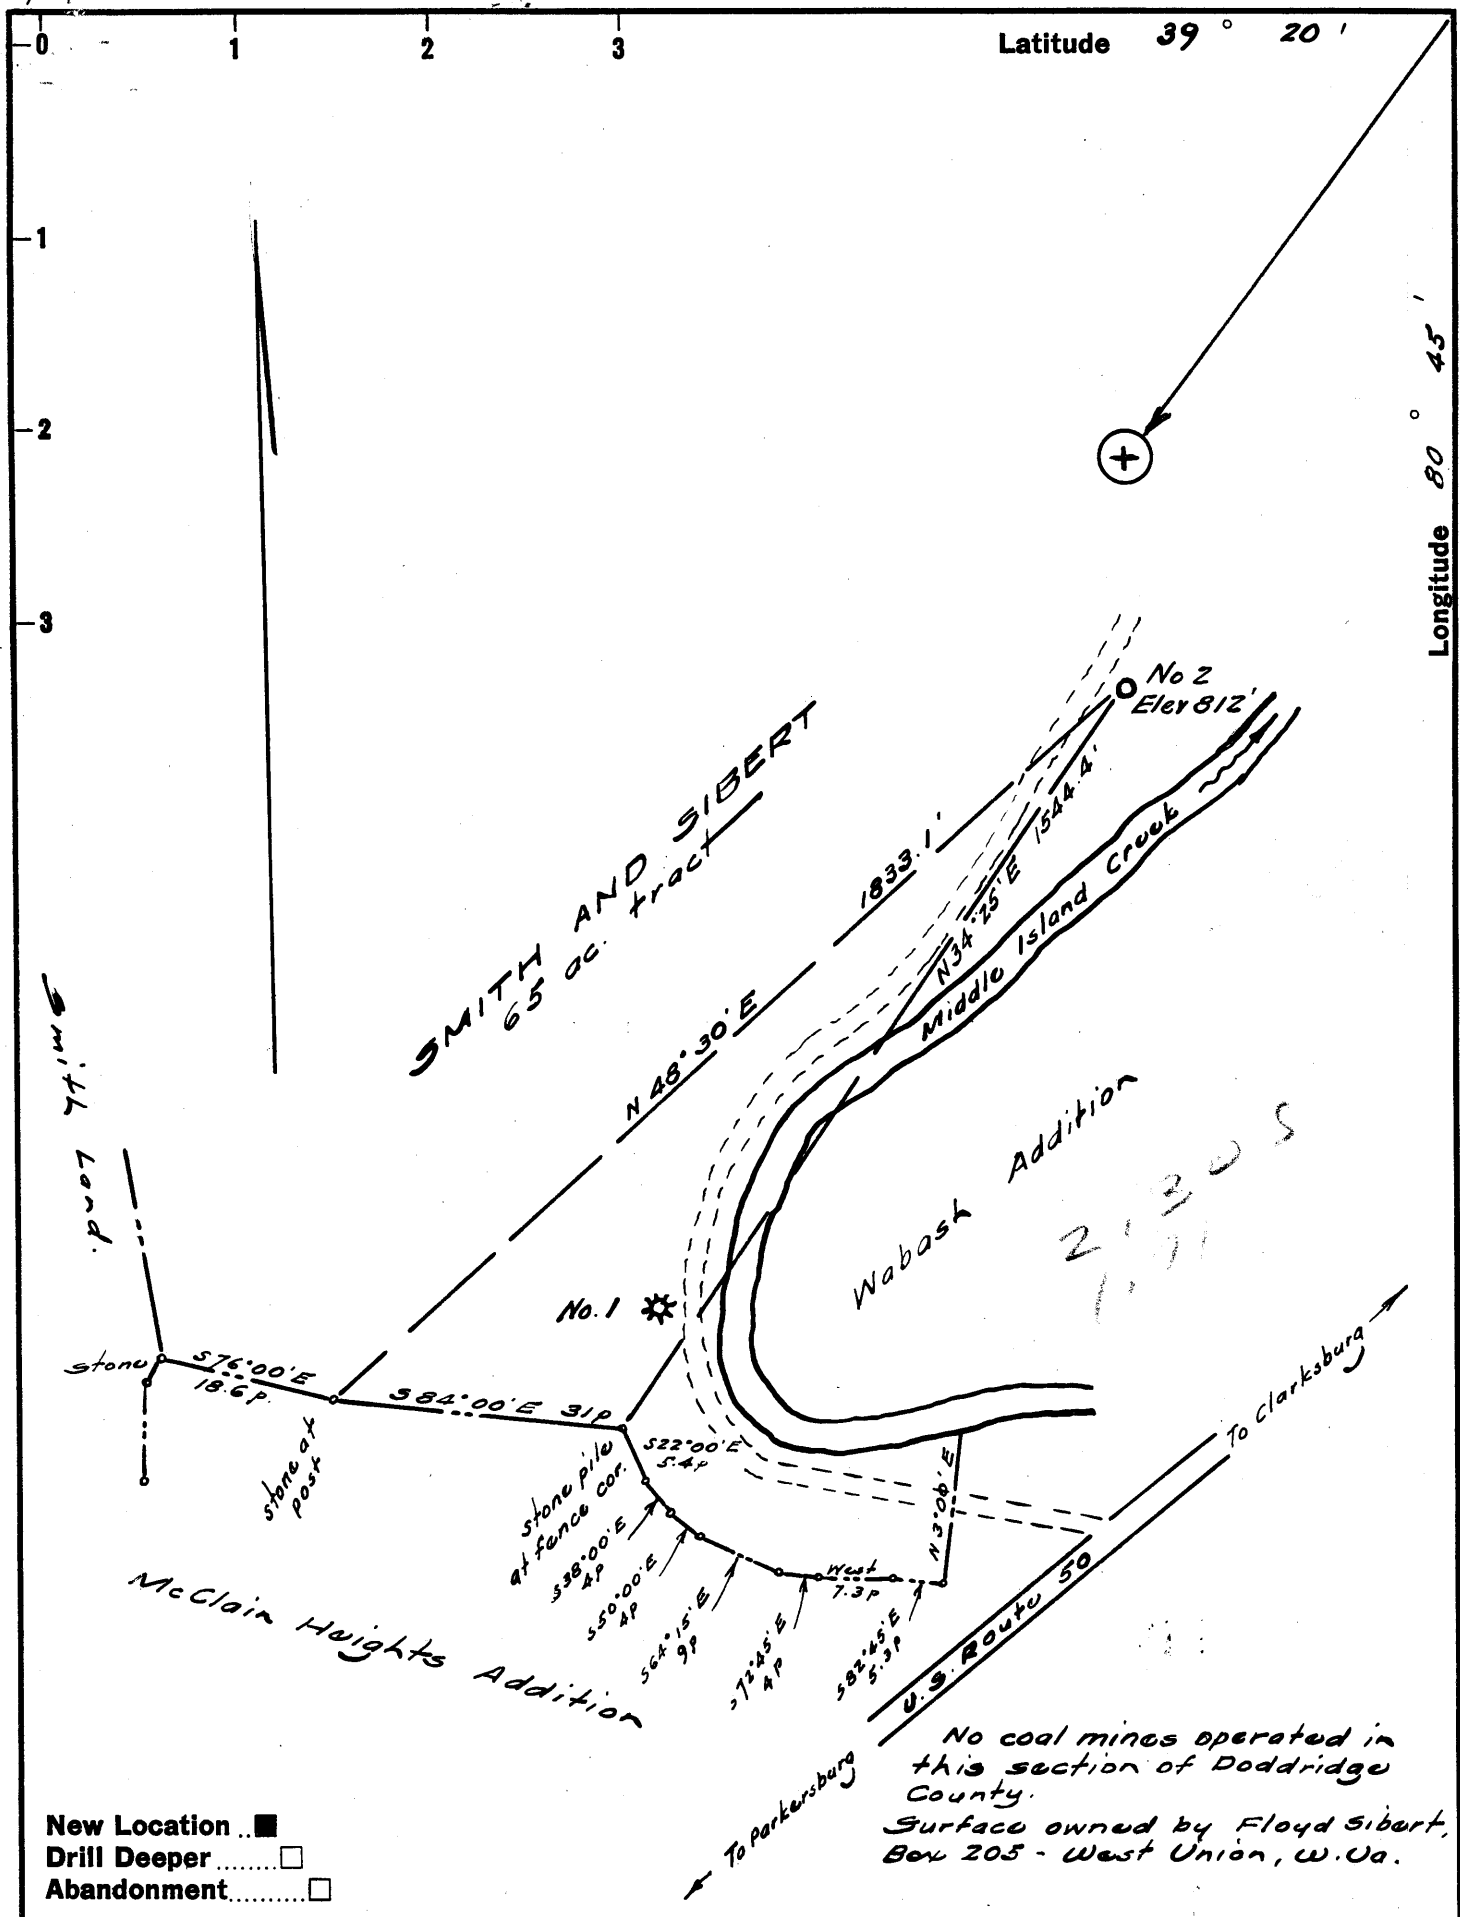 0
1
2
3
Latitude 39° 20'
1
2
3
Longitude 80° 45'
No 2
Elev 812'
SMITH AND SIBERT
65 ac. tract
1833.1'
N 48°30' E
1544.4'
N34°25'E
Middle Island Creek
Smith Land.
Wabash Addition
2.30 S
No. 1
stone
S76°00'E
18.6 p.
S84°00'E 31p
stone at
post
stone pile
at fence cor.
S22°00'E
5.4p
S38°00'E
4p
S50°00'E
4p
S64°15'E
9p
S72°45'E
4p
West
7.3p
S82°45'E
5.3p
N3°00'E
To Clarksburg
U.S. Route 50
To Parkersburg
McClain Heights Addition
No coal mines operated in
this section of Doddridge
County.
Surface owned by Floyd Sibert,
Box 205 - West Union, W.Va.
New Location ..■
Drill Deeper ........□
Abandonment..........□